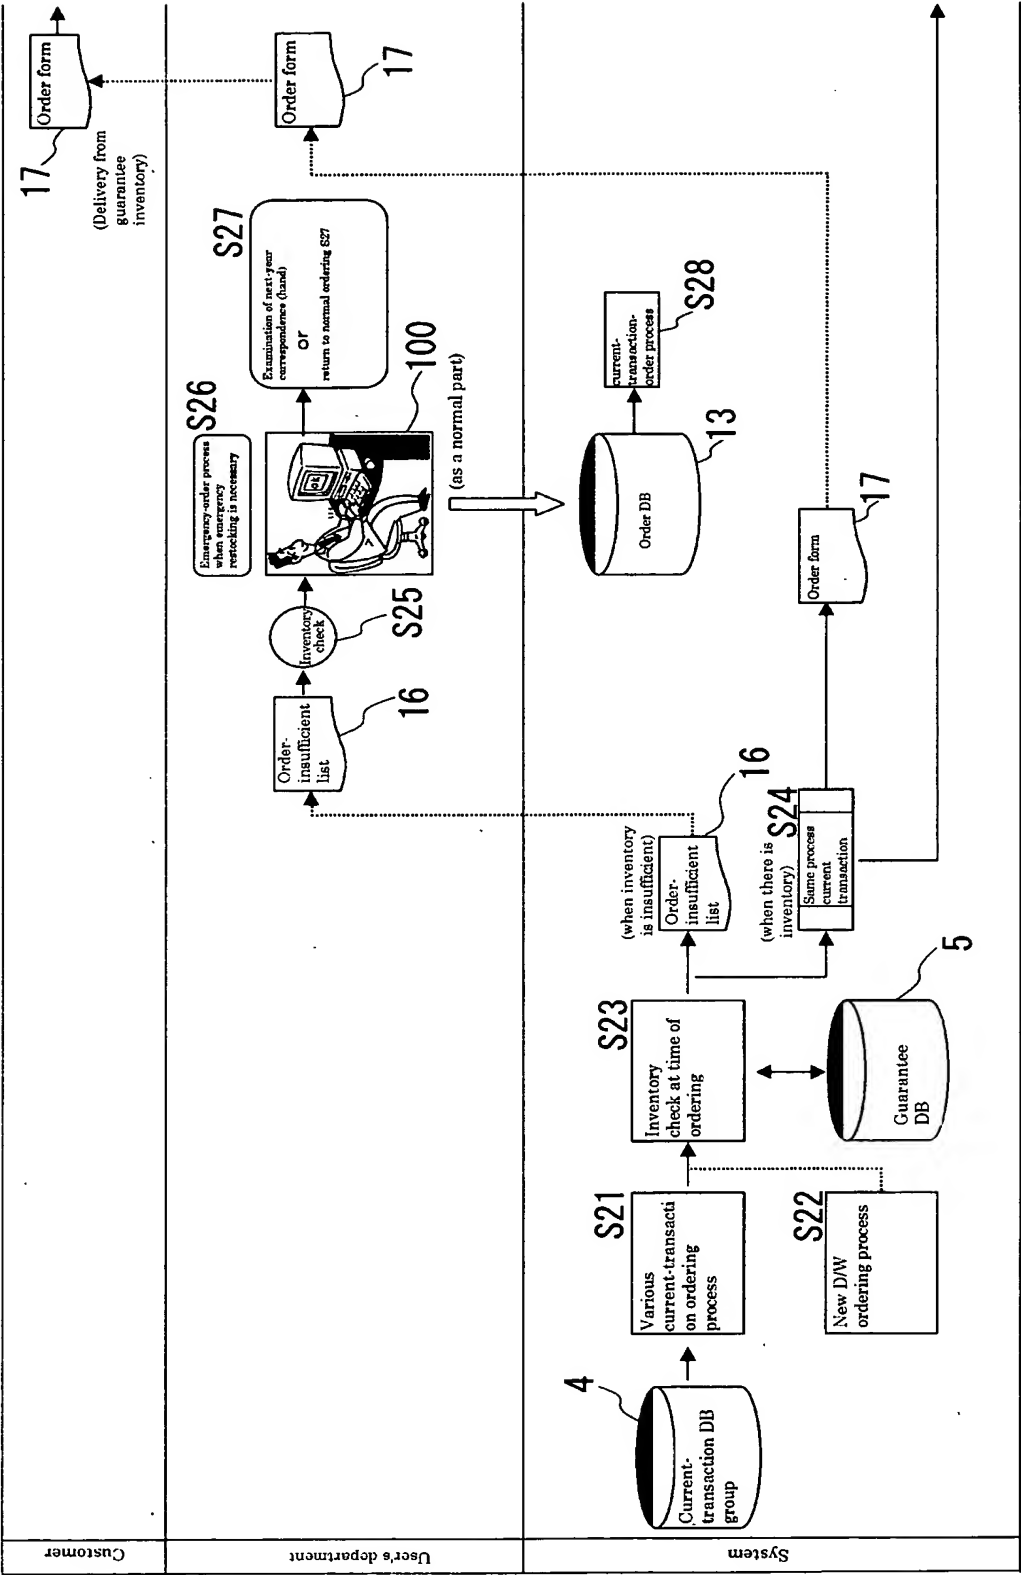 Customer
User's department
System
4
Current-
transaction DB
group
S21
Various
current-transacti
on ordering
process
S22
New D/W
ordering process
S23
Inventory
check at time of
ordering
Guarantee
DB
5
(when inventory
is insufficient)
Order-
insufficient
list
16
(when there is
inventory)
S24
Same process
current
transaction
Order form
17
Order-
insufficient
list
16
Inventory
check
S25
S26
Emergency-order process
when emergency
restocking is necessary
ok
100
S27
Examination of next-year
correspondence (hand)
or
return to normal ordering S27
(as a normal part)
Order DB
13
current-
transaction-
order process
S28
Order form
17
Order form
17
(Delivery from
guarantee
inventory)